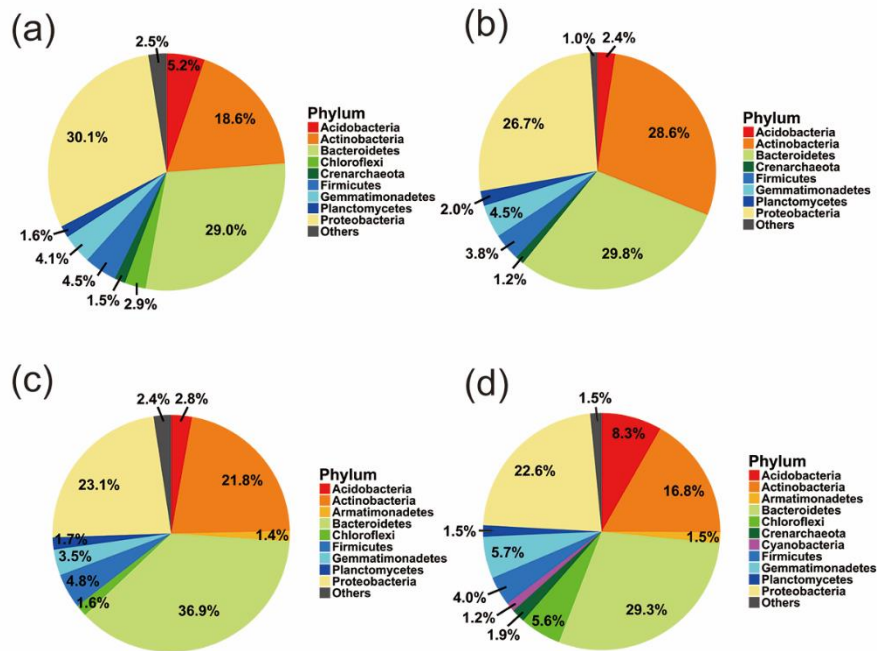 (a)
2.5%
5.2%
18.6%
29.0%
2.9%
1.5%
4.5%
4.1%
1.6%
30.1%
Phylum
Acidobacteria
Actinobacteria
Bacteroidetes
Chloroflexi
Crenarchaeota
Firmicutes
Gemmatimonadetes
Planctomycetes
Proteobacteria
Others
(b)
1.0%
2.4%
28.6%
29.8%
1.2%
3.8%
4.5%
2.0%
26.7%
Phylum
Acidobacteria
Actinobacteria
Bacteroidetes
Crenarchaeota
Firmicutes
Gemmatimonadetes
Planctomycetes
Proteobacteria
Others
(c)
2.4%
2.8%
21.8%
1.4%
36.9%
1.6%
4.8%
3.5%
1.7%
23.1%
Phylum
Acidobacteria
Actinobacteria
Armatimonadetes
Bacteroidetes
Chloroflexi
Firmicutes
Gemmatimonadetes
Planctomycetes
Proteobacteria
Others
(d)
1.5%
8.3%
16.8%
1.5%
29.3%
5.6%
1.9%
1.2%
4.0%
5.7%
1.5%
22.6%
Phylum
Acidobacteria
Actinobacteria
Armatimonadetes
Bacteroidetes
Chloroflexi
Crenarchaeota
Cyanobacteria
Firmicutes
Gemmatimonadetes
Planctomycetes
Proteobacteria
Others